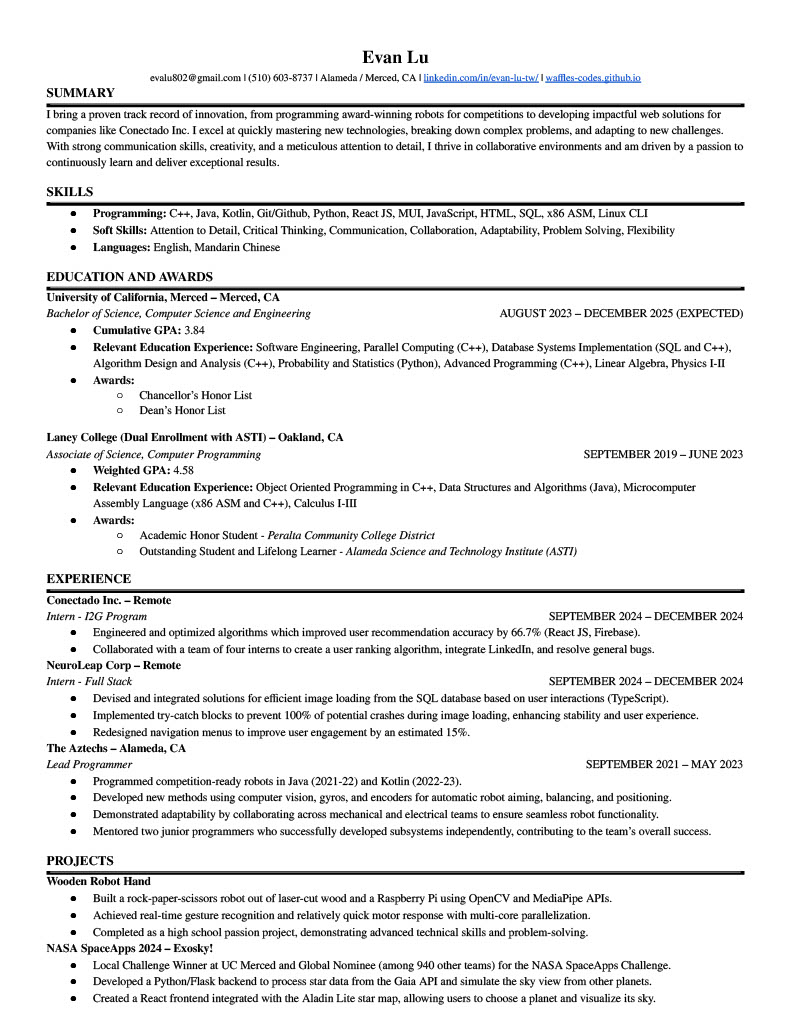 Evan Lu
evalu802@gmail.com | (510) 603-8737 | Alameda / Merced, CA | linkedin.com/in/evan-lu-tw/ | waffles-codes.github.io
SUMMARY
I bring a proven track record of innovation, from programming award-winning robots for competitions to developing impactful web solutions for
companies like Conectado Inc. I excel at quickly mastering new technologies, breaking down complex problems, and adapting to new challenges.
With strong communication skills, creativity, and a meticulous attention to detail, I thrive in collaborative environments and am driven by a passion to
continuously learn and deliver exceptional results.
SKILLS
● Programming: C++, Java, Kotlin, Git/Github, Python, React JS, MUI, JavaScript, HTML, SQL, x86 ASM, Linux CLI
● Soft Skills: Attention to Detail, Critical Thinking, Communication, Collaboration, Adaptability, Problem Solving, Flexibility
● Languages: English, Mandarin Chinese
EDUCATION AND AWARDS
University of California, Merced – Merced, CA
Bachelor of Science, Computer Science and Engineering AUGUST 2023 – DECEMBER 2025 (EXPECTED)
● Cumulative GPA: 3.84
● Relevant Education Experience: Software Engineering, Parallel Computing (C++), Database Systems Implementation (SQL and C++),
Algorithm Design and Analysis (C++), Probability and Statistics (Python), Advanced Programming (C++), Linear Algebra, Physics I-II
● Awards:
○ Chancellor's Honor List
○ Dean's Honor List
Laney College (Dual Enrollment with ASTI) – Oakland, CA
Associate of Science, Computer Programming SEPTEMBER 2019 – JUNE 2023
● Weighted GPA: 4.58
● Relevant Education Experience: Object Oriented Programming in C++, Data Structures and Algorithms (Java), Microcomputer
Assembly Language (x86 ASM and C++), Calculus I-III
● Awards:
○ Academic Honor Student - Peralta Community College District
○ Outstanding Student and Lifelong Learner - Alameda Science and Technology Institute (ASTI)
EXPERIENCE
Conectado Inc. – Remote
Intern - I2G Program SEPTEMBER 2024 – DECEMBER 2024
● Engineered and optimized algorithms which improved user recommendation accuracy by 66.7% (React JS, Firebase).
● Collaborated with a team of four interns to create a user ranking algorithm, integrate LinkedIn, and resolve general bugs.
NeuroLeap Corp – Remote
Intern - Full Stack SEPTEMBER 2024 – DECEMBER 2024
● Devised and integrated solutions for efficient image loading from the SQL database based on user interactions (TypeScript).
● Implemented try-catch blocks to prevent 100% of potential crashes during image loading, enhancing stability and user experience.
● Redesigned navigation menus to improve user engagement by an estimated 15%.
The Aztechs – Alameda, CA
Lead Programmer SEPTEMBER 2021 – MAY 2023
● Programmed competition-ready robots in Java (2021-22) and Kotlin (2022-23).
● Developed new methods using computer vision, gyros, and encoders for automatic robot aiming, balancing, and positioning.
● Demonstrated adaptability by collaborating across mechanical and electrical teams to ensure seamless robot functionality.
● Mentored two junior programmers who successfully developed subsystems independently, contributing to the team's overall success.
PROJECTS
Wooden Robot Hand
● Built a rock-paper-scissors robot out of laser-cut wood and a Raspberry Pi using OpenCV and MediaPipe APIs.
● Achieved real-time gesture recognition and relatively quick motor response with multi-core parallelization.
● Completed as a high school passion project, demonstrating advanced technical skills and problem-solving.
NASA SpaceApps 2024 – Exosky!
● Local Challenge Winner at UC Merced and Global Nominee (among 940 other teams) for the NASA SpaceApps Challenge.
● Developed a Python/Flask backend to process star data from the Gaia API and simulate the sky view from other planets.
● Created a React frontend integrated with the Aladin Lite star map, allowing users to choose a planet and visualize its sky.